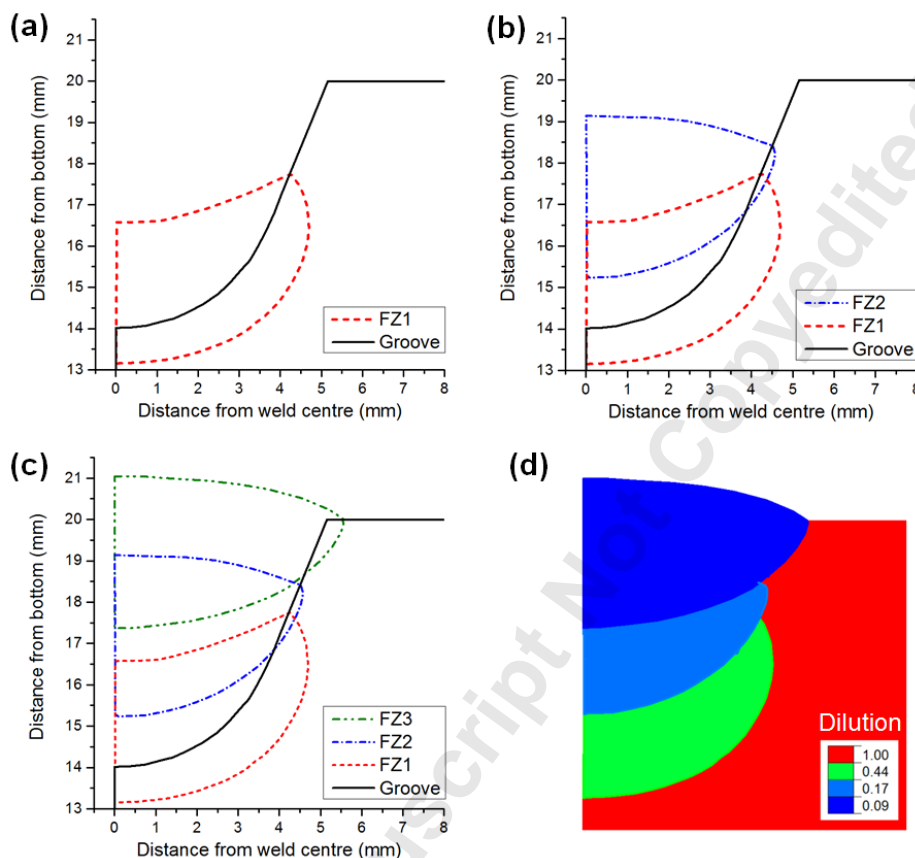 (a)
21
20
19
18
17
16
15
14
13
0 1 2 3 4 5 6 7 8
Distance from bottom (mm)
Distance from weld centre (mm)
FZ1
Groove
(b)
21
20
19
18
17
16
15
14
13
0 1 2 3 4 5 6 7 8
Distance from bottom (mm)
Distance from weld centre (mm)
FZ2
FZ1
Groove
(c)
21
20
19
18
17
16
15
14
13
0 1 2 3 4 5 6 7 8
Distance from bottom (mm)
Distance from weld centre (mm)
FZ3
FZ2
FZ1
Groove
(d)
Dilution
1.00
0.44
0.17
0.09
uscript Not Copyedited